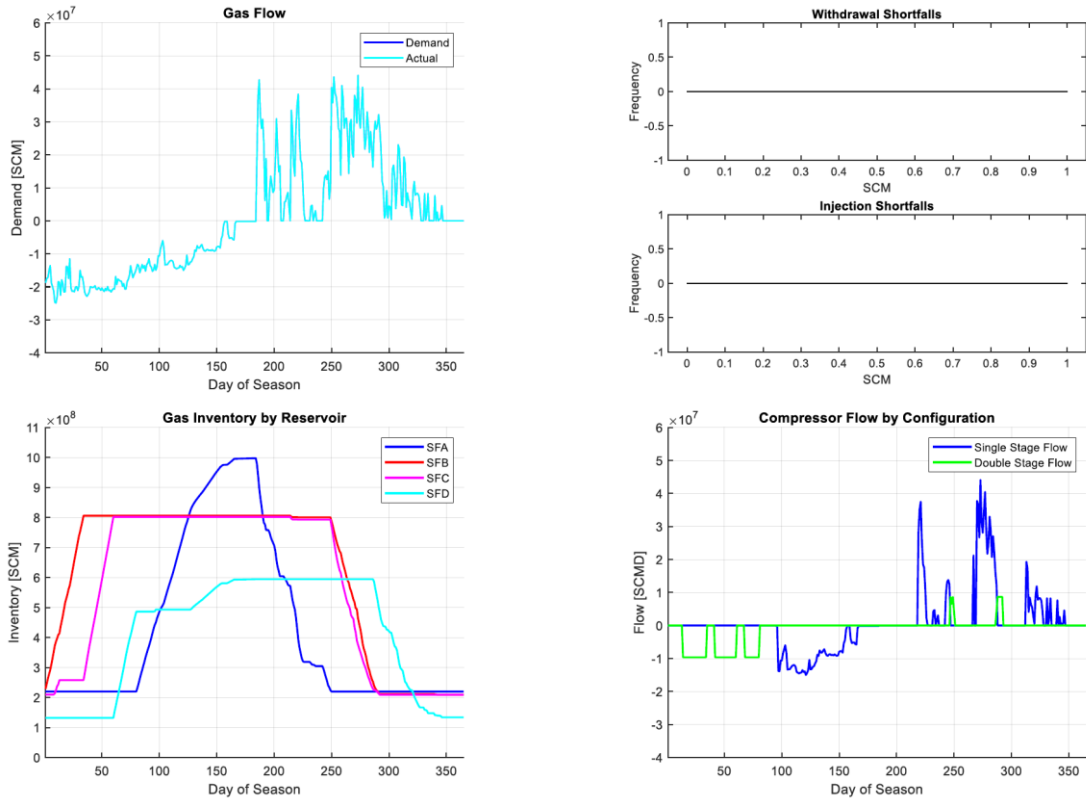 Gas Flow
×10⁷
6
5
4
3
2
1
0
-1
-2
-3
-4
Demand [SCM]
50 100 150 200 250 300 350
Day of Season
Demand
Actual
Withdrawal Shortfalls
1
0.5
0
-0.5
-1
Frequency
0 0.1 0.2 0.3 0.4 0.5 0.6 0.7 0.8 0.9 1
SCM
Injection Shortfalls
1
0.5
0
-0.5
-1
Frequency
0 0.1 0.2 0.3 0.4 0.5 0.6 0.7 0.8 0.9 1
SCM
Gas Inventory by Reservoir
×10⁸
11
10
9
8
7
6
5
4
3
2
1
0
Inventory [SCM]
50 100 150 200 250 300 350
Day of Season
SFA
SFB
SFC
SFD
Compressor Flow by Configuration
×10⁷
6
5
4
3
2
1
0
-1
-2
-3
-4
Flow [SCMD]
50 100 150 200 250 300 350
Day of Season
Single Stage Flow
Double Stage Flow